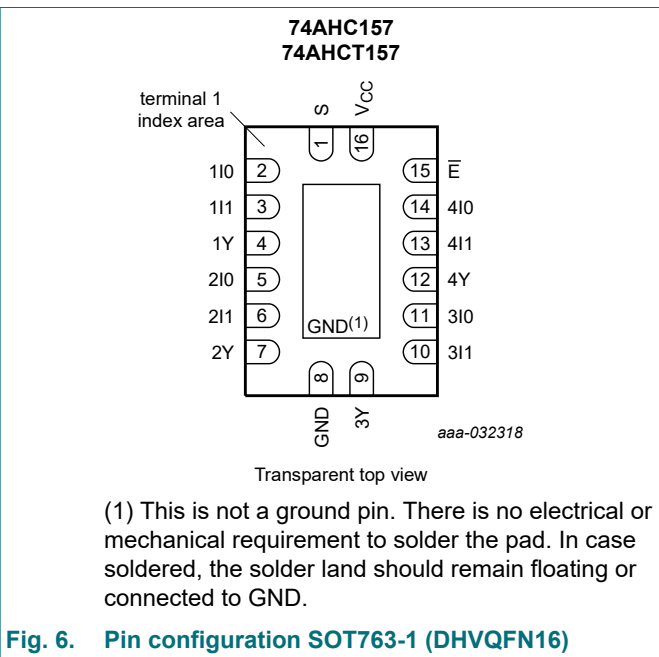 74AHC157
74AHCT157
terminal 1
index area
S
VCC
1
16
1I0 2
15 E̅
1I1 3
14 4I0
1Y 4
13 4I1
2I0 5
12 4Y
2I1 6
11 3I0
2Y 7
10 3I1
GND(1)
8
9
GND
3Y
aaa-032318
Transparent top view
(1) This is not a ground pin. There is no electrical or
mechanical requirement to solder the pad. In case
soldered, the solder land should remain floating or
connected to GND.
Fig. 6. Pin configuration SOT763-1 (DHVQFN16)